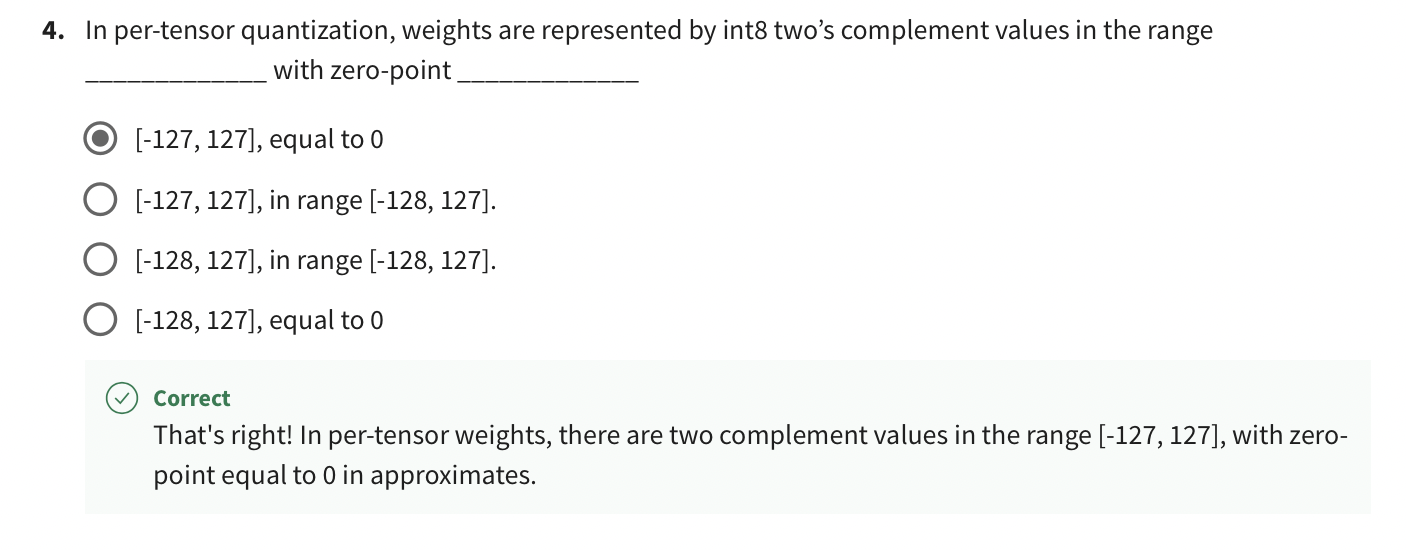 4. In per-tensor quantization, weights are represented by int8 two’s complement values in the range
_____________ with zero-point _____________
[-127, 127], equal to 0
[-127, 127], in range [-128, 127].
[-128, 127], in range [-128, 127].
[-128, 127], equal to 0
Correct
That's right! In per-tensor weights, there are two complement values in the range [-127, 127], with zero-
point equal to 0 in approximates.